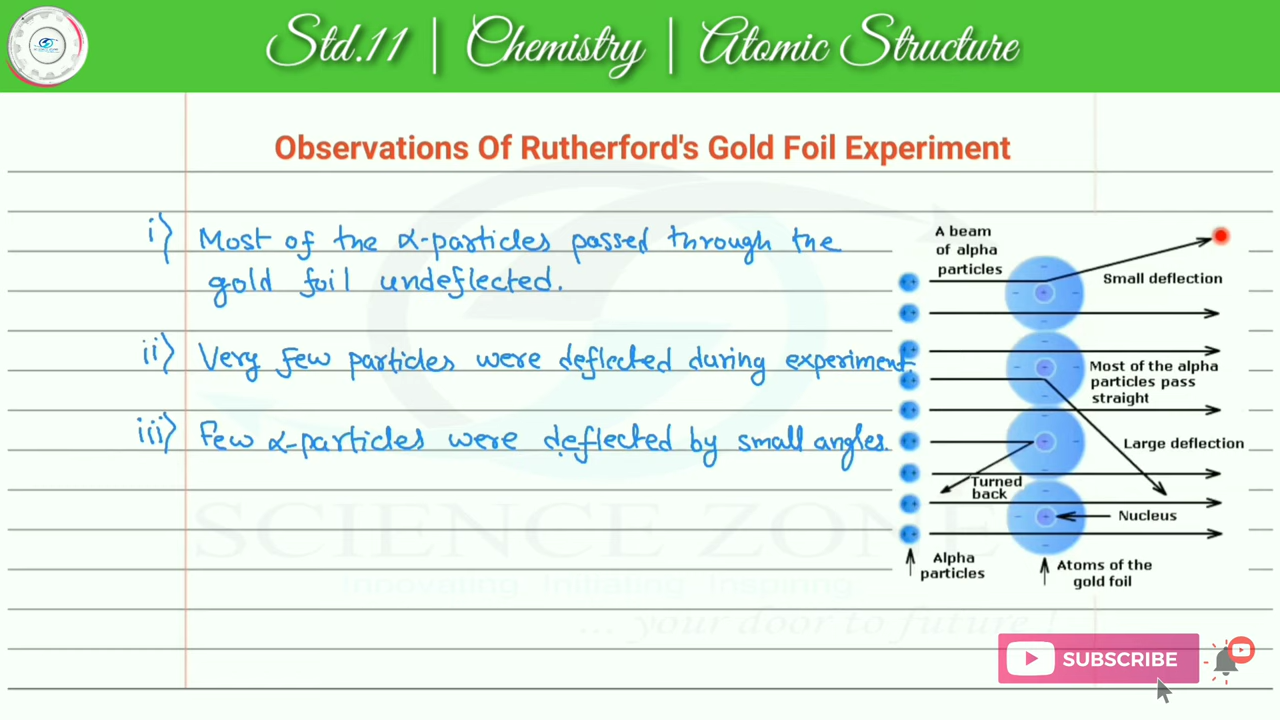 Std.11 | Chemistry | Atomic Structure
Observations Of Rutherford's Gold Foil Experiment
i) Most of the α-particles passed through the
gold foil undeflected.
ii) Very few particles were deflected during experiment.
iii) Few α-particles were deflected by small angles.
A beam
of alpha
particles
Small deflection
Most of the alpha
particles pass
straight
Large deflection
Turned
back
Nucleus
Alpha
particles
Atoms of the
gold foil
SCIENCE ZONE
Innovating Initiating Inspiring
... your door to future !
SUBSCRIBE